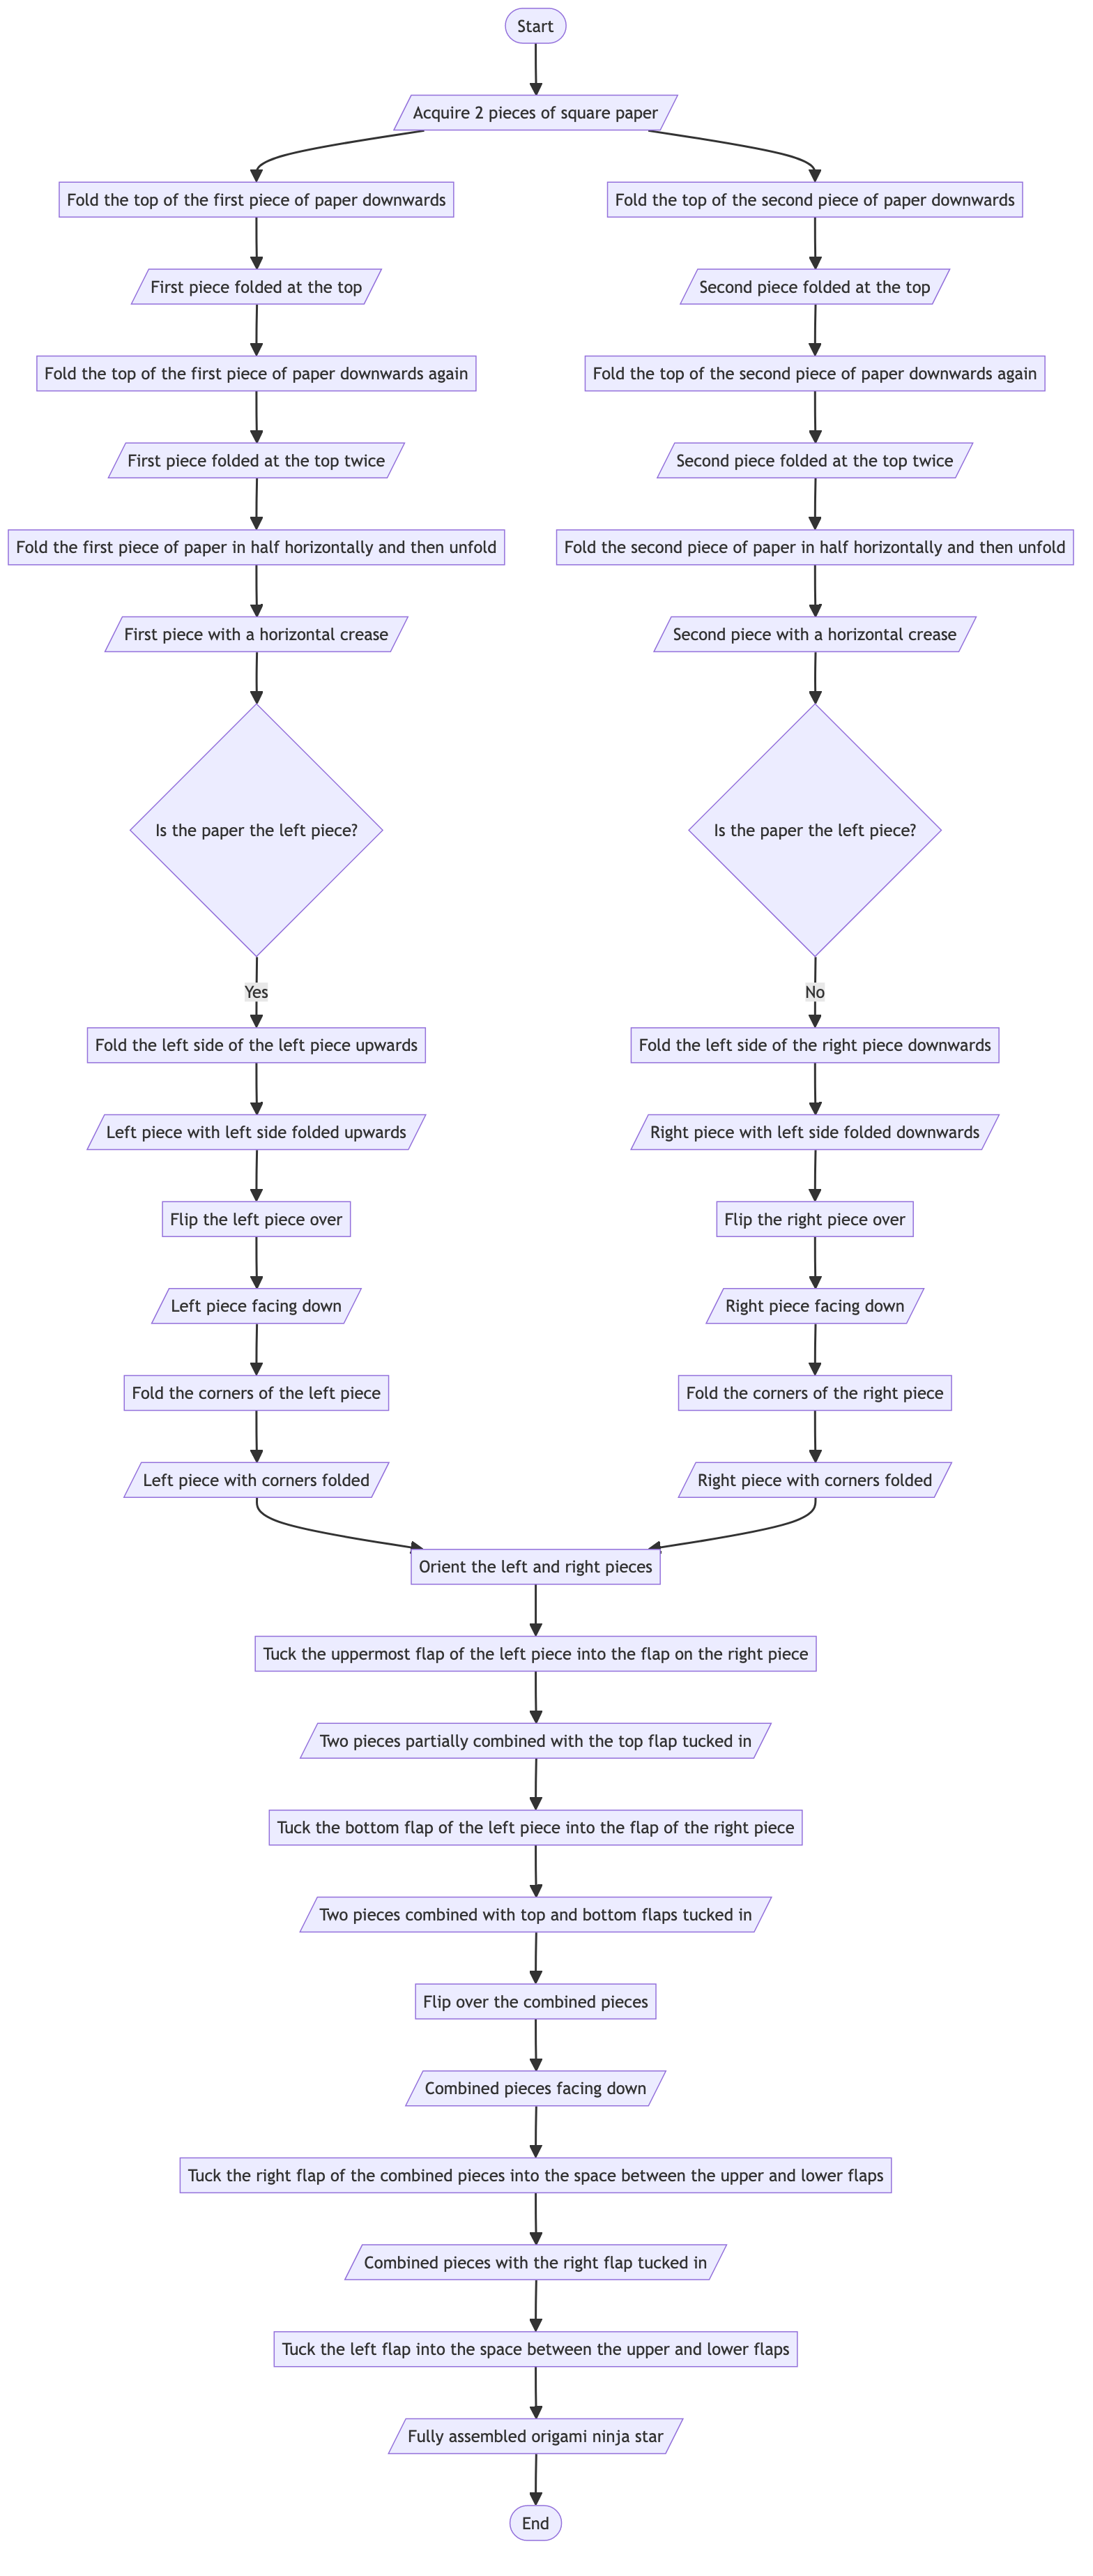 Start
Acquire 2 pieces of square paper
Fold the top of the first piece of paper downwards
Fold the top of the second piece of paper downwards
First piece folded at the top
Second piece folded at the top
Fold the top of the first piece of paper downwards again
Fold the top of the second piece of paper downwards again
First piece folded at the top twice
Second piece folded at the top twice
Fold the first piece of paper in half horizontally and then unfold
Fold the second piece of paper in half horizontally and then unfold
First piece with a horizontal crease
Second piece with a horizontal crease
Is the paper the left piece?
Is the paper the left piece?
Yes
No
Fold the left side of the left piece upwards
Fold the left side of the right piece downwards
Left piece with left side folded upwards
Right piece with left side folded downwards
Flip the left piece over
Flip the right piece over
Left piece facing down
Right piece facing down
Fold the corners of the left piece
Fold the corners of the right piece
Left piece with corners folded
Right piece with corners folded
Orient the left and right pieces
Tuck the uppermost flap of the left piece into the flap on the right piece
Two pieces partially combined with the top flap tucked in
Tuck the bottom flap of the left piece into the flap of the right piece
Two pieces combined with top and bottom flaps tucked in
Flip over the combined pieces
Combined pieces facing down
Tuck the right flap of the combined pieces into the space between the upper and lower flaps
Combined pieces with the right flap tucked in
Tuck the left flap into the space between the upper and lower flaps
Fully assembled origami ninja star
End